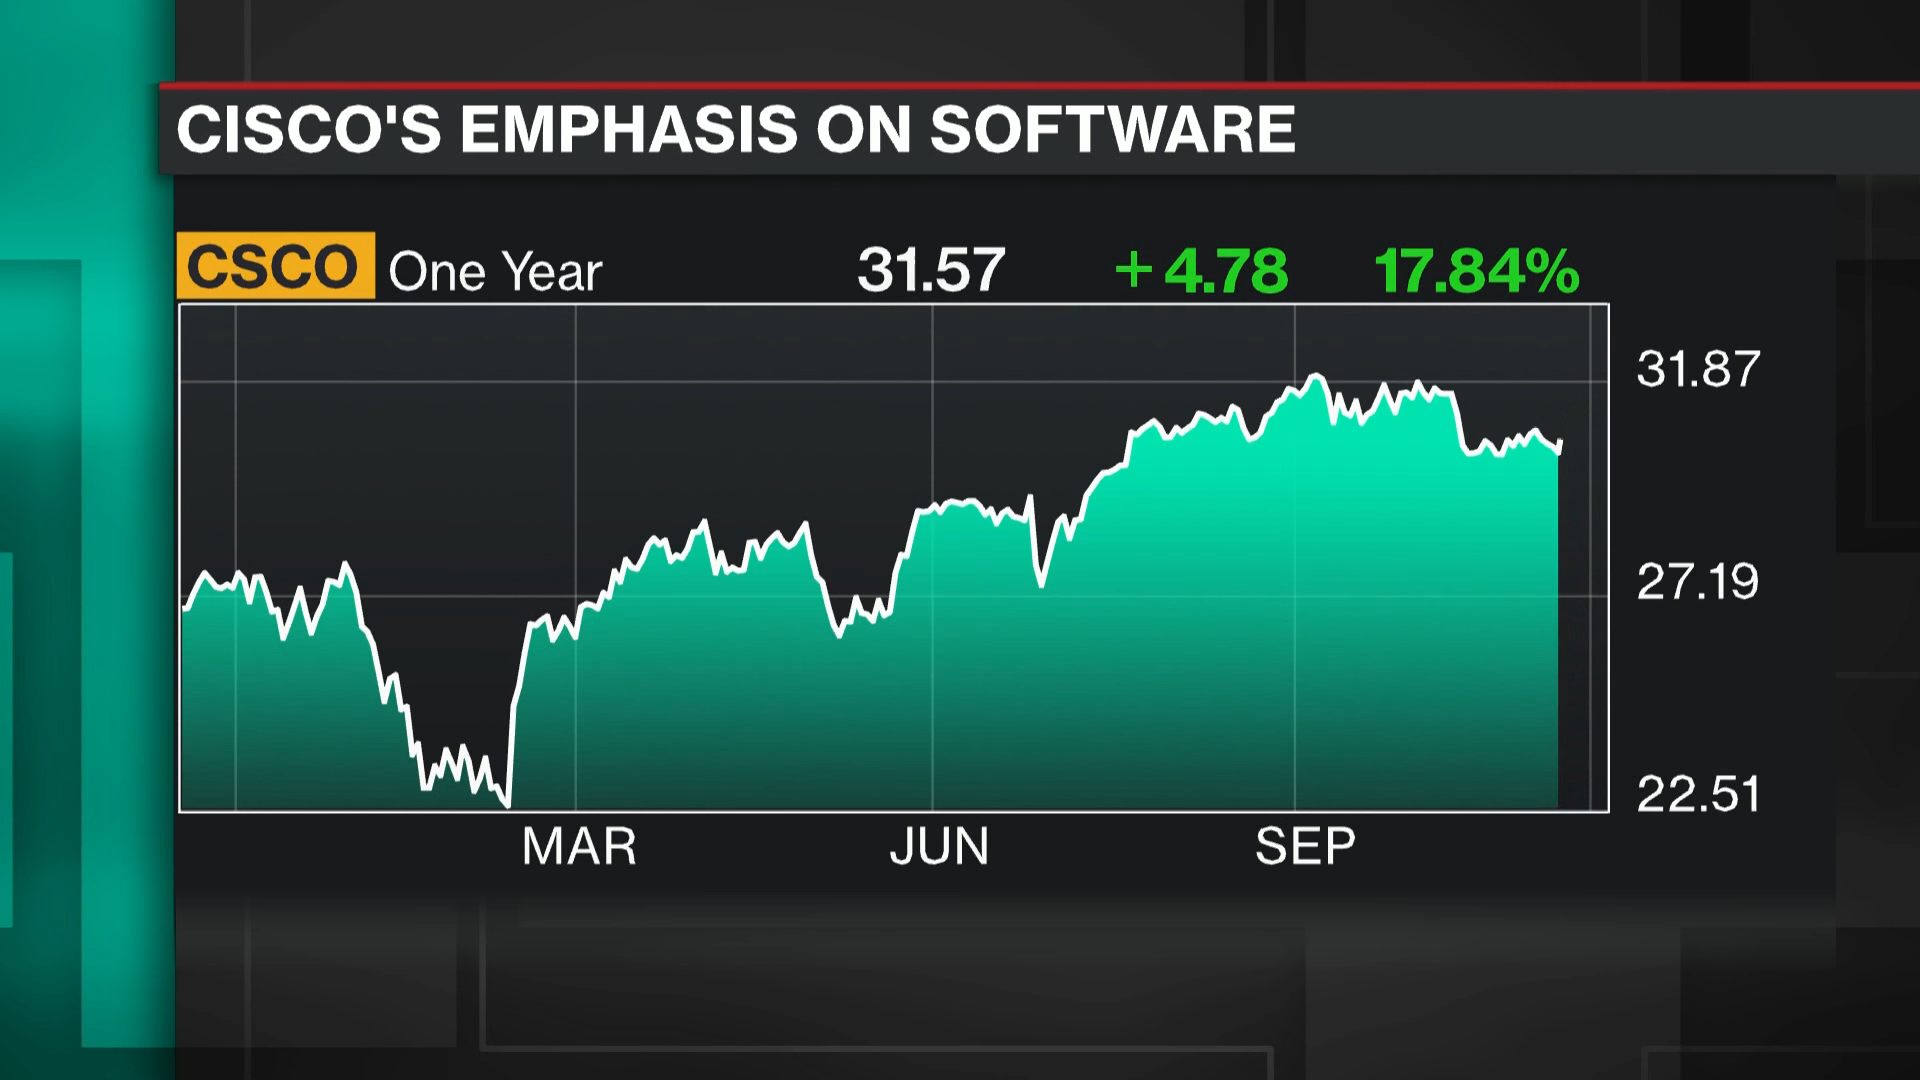 CISCO'S EMPHASIS ON SOFTWARE
CSCO One Year 31.57 +4.78 17.84%
31.87
27.19
22.51
MAR JUN SEP